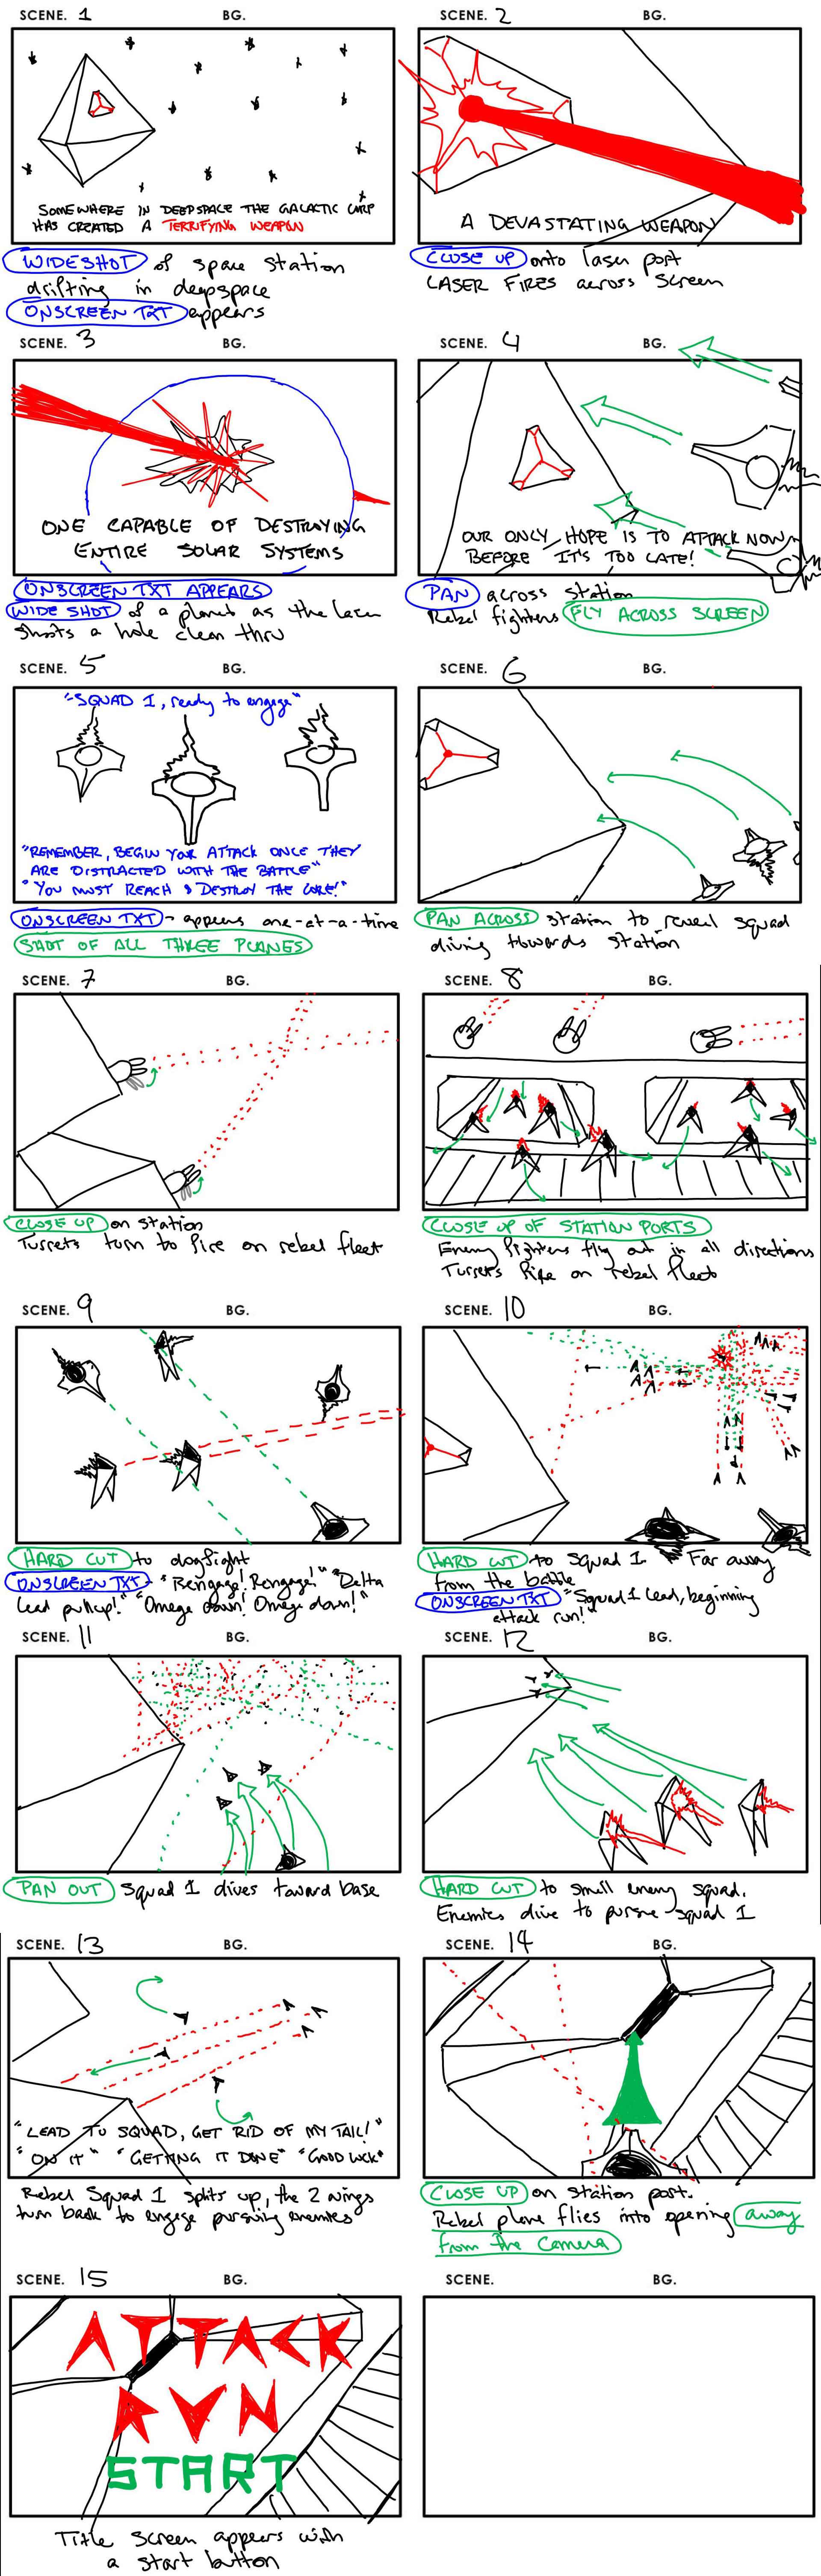 SCENE. 1 BG.
SOMEWHERE IN DEEPSPACE THE GALACTIC CORP
HAS CREATED A TERRIFYING WEAPON
WIDESHOT of space station
drifting in deepspace
ONSCREEN TXT appears
SCENE. 2 BG.
A DEVASTATING WEAPON
CLOSE UP onto laser port
LASER FIRES across screen
SCENE. 3 BG.
ONE CAPABLE OF DESTROYING
ENTIRE SOLAR SYSTEMS
ONSCREEN TXT APPEARS
WIDE SHOT of a planet as the laser
shoots a hole clean thru
SCENE. 4 BG.
OUR ONLY HOPE IS TO ATTACK NOW
BEFORE IT'S TOO LATE!
PAN across station
Rebel fighters FLY ACROSS SCREEN
SCENE. 5 BG.
"SQUAD 1, ready to engage"
"REMEMBER, BEGIN YOUR ATTACK ONCE THEY
ARE DISTRACTED WITH THE BATTLE"
"YOU MUST REACH & DESTROY THE CORE!"
ONSCREEN TXT - appears one-at-a-time
SHOT OF ALL THREE PLANES
SCENE. 6 BG.
PAN ACROSS station to reveal squad
diving towards station
SCENE. 7 BG.
CLOSE UP on station
Turrets turn to fire on rebel fleet
SCENE. 8 BG.
CLOSE UP OF STATION PORTS
Enemy fighters fly out in all directions
Turrets fire on rebel fleet
SCENE. 9 BG.
HARD CUT to dogfight
ONSCREEN TXT - "Rengage! Rengage!" "Delta
lead pullup!" "Omega down! Omega down!"
SCENE. 10 BG.
HARD CUT to Squad 1 Far away
from the battle
ONSCREEN TXT "Squad 1 Lead, beginning
attack run!"
SCENE. 11 BG.
PAN OUT Squad 1 dives toward base
SCENE. 12 BG.
HARD CUT to small enemy squad.
Enemies dive to pursue squad 1
SCENE. 13 BG.
"LEAD TO SQUAD, GET RID OF MY TAIL!"
"ON IT" "GETTING IT DONE" "GOOD LUCK"
Rebel Squad 1 splits up, the 2 wings
turn back to engage pursuing enemies
SCENE. 14 BG.
CLOSE UP on station port.
Rebel plane flies into opening away
from the camera
SCENE. 15 BG.
ATTACK
RUN
START
Title screen appears with
a start button
SCENE. BG.